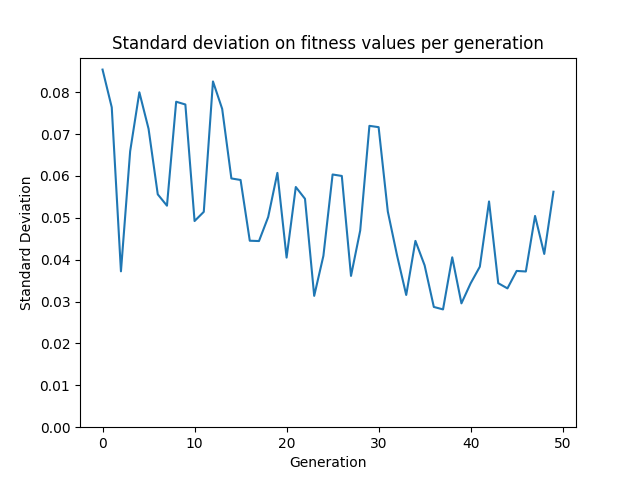 Standard deviation on fitness values per generation
0.08
0.07
0.06
0.05
0.04
0.03
0.02
0.01
0.00
Standard Deviation
0 10 20 30 40 50
Generation